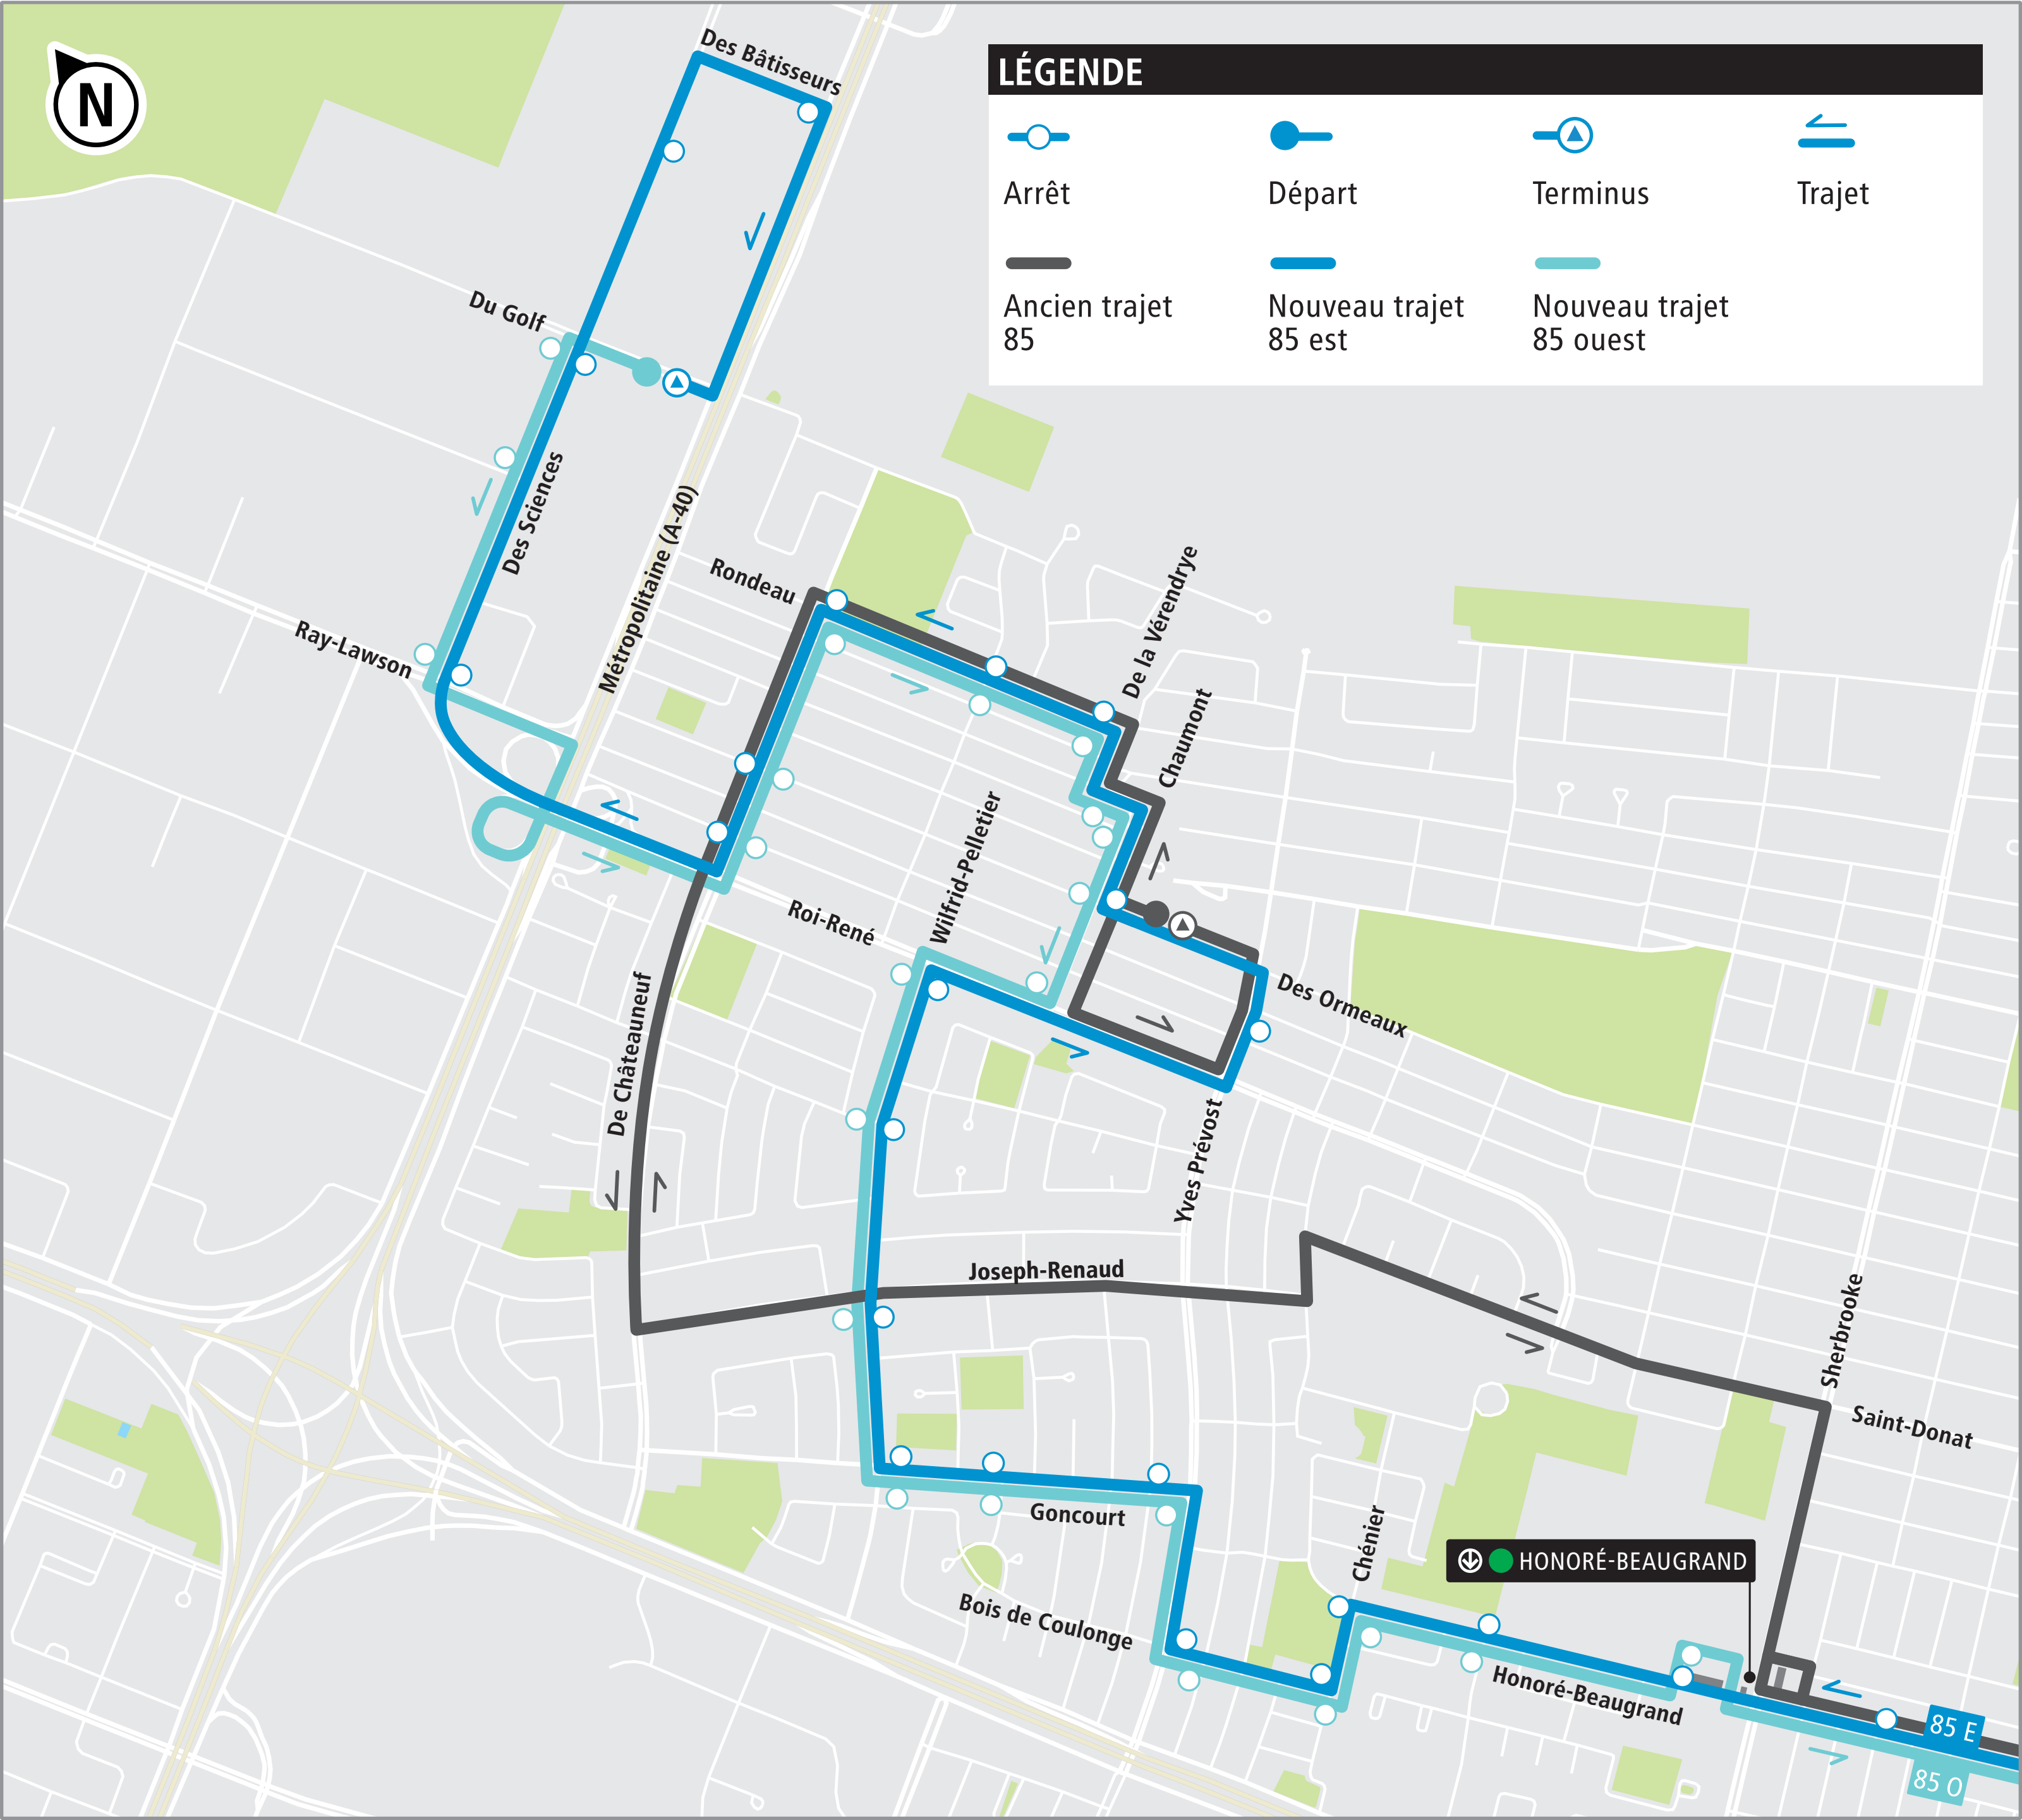 N
LÉGENDE
Arrêt
Départ
Terminus
Trajet
Ancien trajet
85
Nouveau trajet
85 est
Nouveau trajet
85 ouest
Des Bâtisseurs
Du Golf
Des Sciences
Métropolitaine (A-40)
Ray-Lawson
Rondeau
De la Vérendrye
Chaumont
Wilfrid-Pelletier
Roi-René
Des Ormeaux
De Châteauneuf
Yves Prévost
Joseph-Renaud
Sherbrooke
Saint-Donat
Goncourt
Chénier
HONORÉ-BEAUGRAND
Bois de Coulonge
Honoré-Beaugrand
85 E
85 O